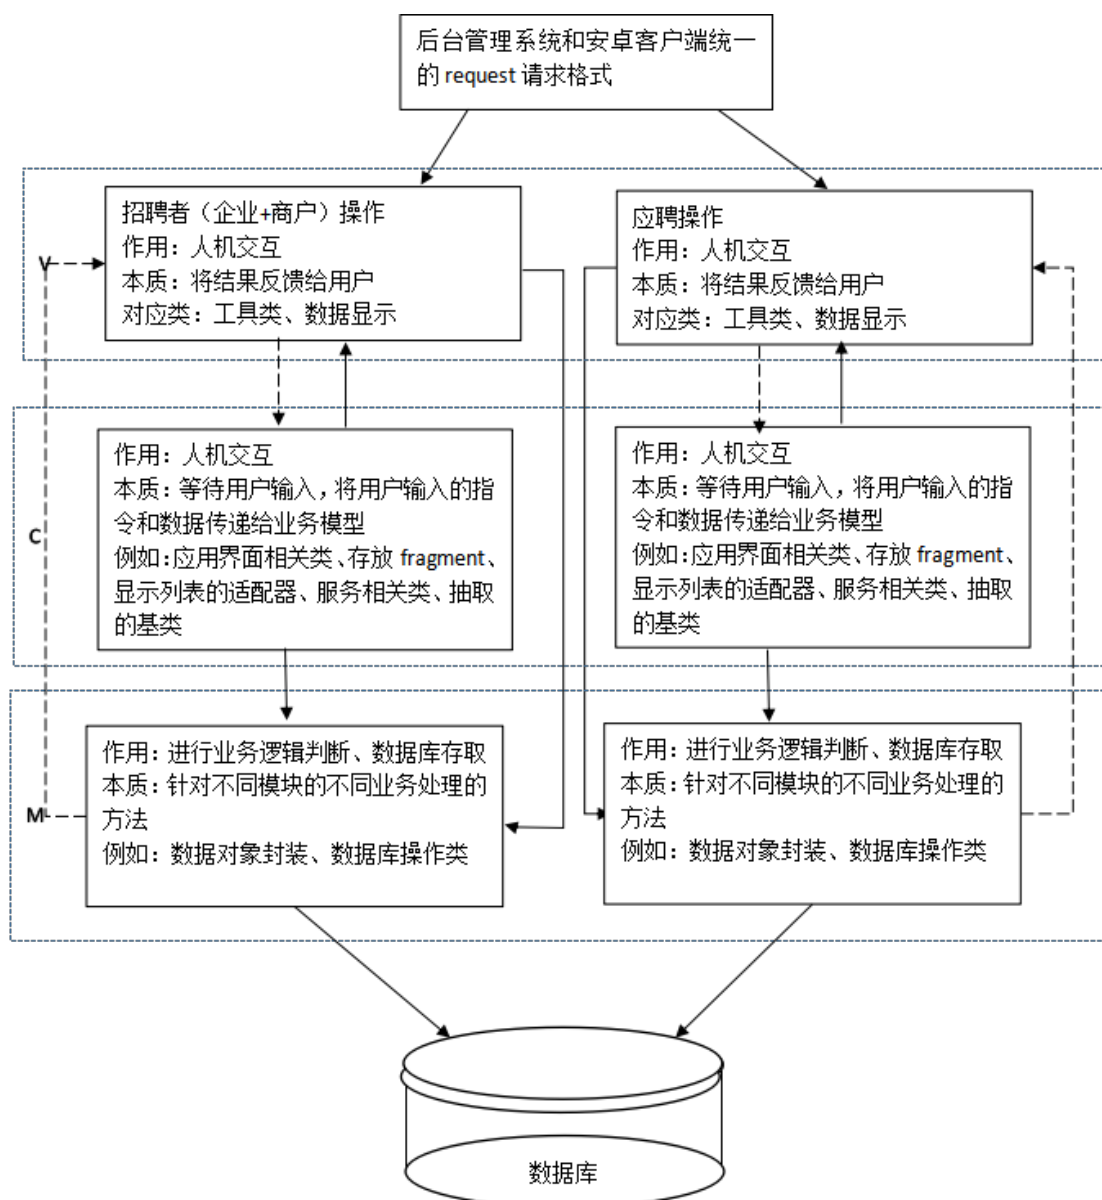 后台管理系统和安卓客户端统一
的 request 请求格式
招聘者（企业+商户）操作
作用：人机交互
本质：将结果反馈给用户
对应类：工具类、数据显示
应聘操作
作用：人机交互
本质：将结果反馈给用户
对应类：工具类、数据显示
V
作用：人机交互
本质：等待用户输入，将用户输入的指
令和数据传递给业务模型
例如：应用界面相关类、存放 fragment、
显示列表的适配器、服务相关类、抽取
的基类
作用：人机交互
本质：等待用户输入，将用户输入的指
令和数据传递给业务模型
例如：应用界面相关类、存放 fragment、
显示列表的适配器、服务相关类、抽取
的基类
C
作用：进行业务逻辑判断、数据库存取
本质：针对不同模块的不同业务处理的
方法
例如：数据对象封装、数据库操作类
作用：进行业务逻辑判断、数据库存取
本质：针对不同模块的不同业务处理的
方法
例如：数据对象封装、数据库操作类
M
数据库